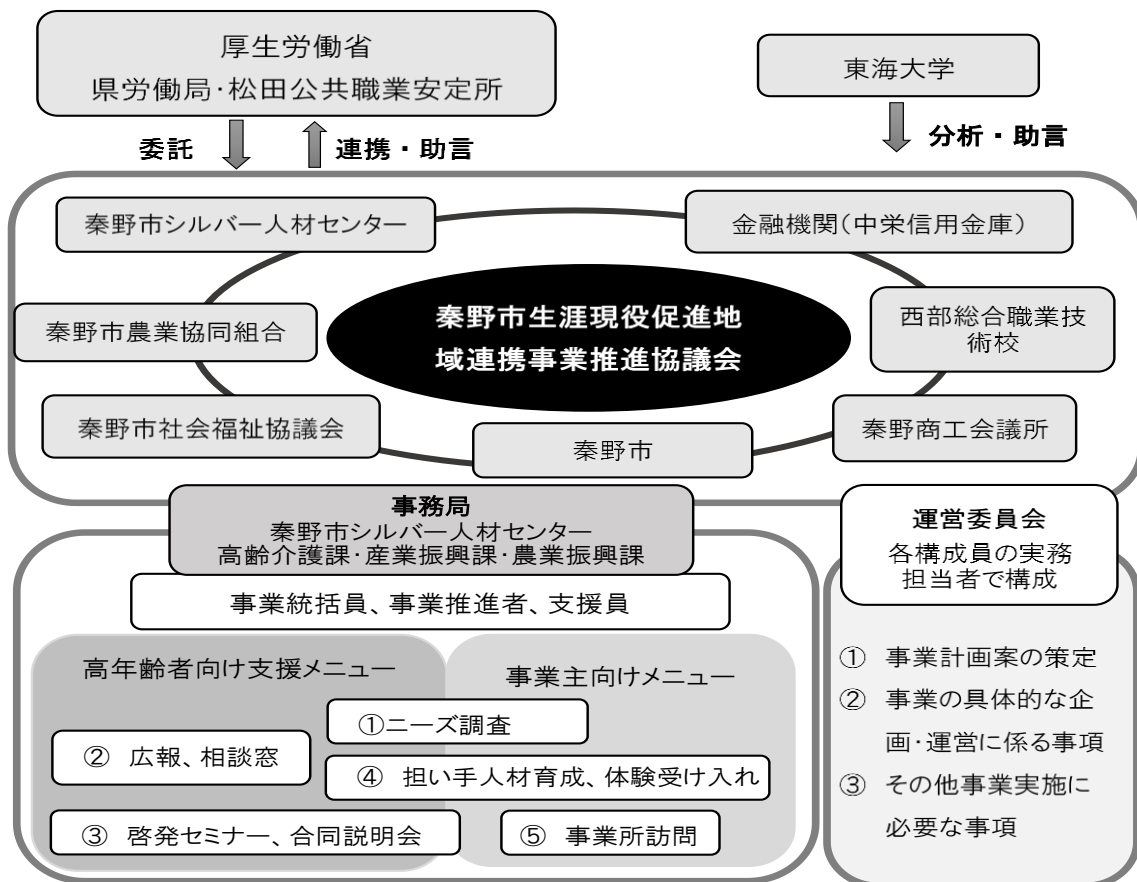 厚生労働省
県労働局・松田公共職業安定所
東海大学
委託
連携・助言
分析・助言
秦野市シルバー人材センター
金融機関（中栄信用金庫）
秦野市農業協同組合
秦野市生涯現役促進地
域連携事業推進協議会
西部総合職業技
術校
秦野市社会福祉協議会
秦野市
秦野商工会議所
事務局
秦野市シルバー人材センター
高齢介護課・産業振興課・農業振興課
事業統括員、事業推進者、支援員
高年齢者向け支援メニュー
事業主向けメニュー
①ニーズ調査
② 広報、相談窓
④ 担い手人材育成、体験受け入れ
③ 啓発セミナー、合同説明会
⑤ 事業所訪問
運営委員会
各構成員の実務
担当者で構成
① 事業計画案の策定
② 事業の具体的な企
画・運営に係る事項
③ その他事業実施に
必要な事項